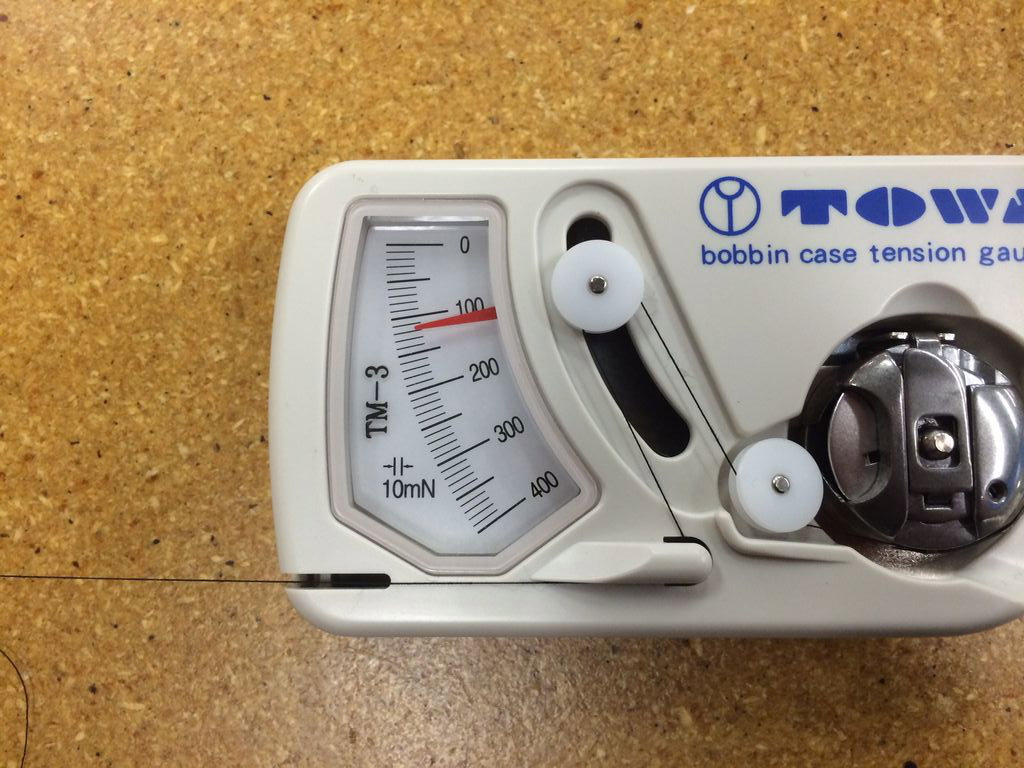 TOWA
bobbin case tension gau
0
100
200
300
400
TM-3
10mN